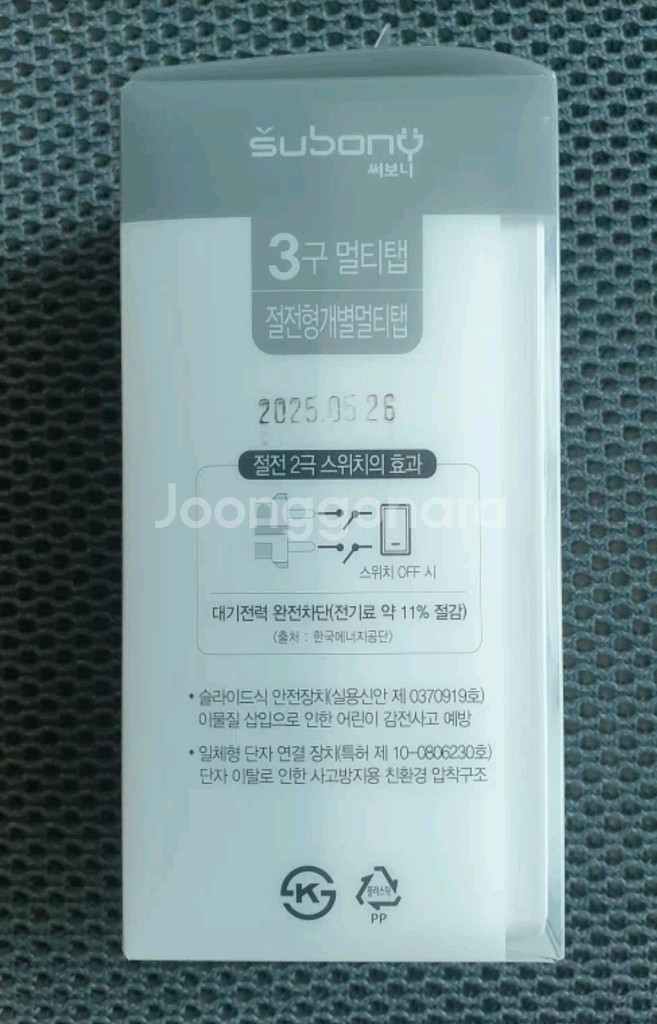 šubony
써보니
3구 멀티탭
절전형개별멀티탭
2025.05.26
절전 2극 스위치의 효과
Joonggonara
스위치 OFF 시
대기전력 완전차단(전기료 약 11% 절감)
〈출처 : 한국에너지공단〉
• 슬라이드식 안전장치(실용신안 제 0370919호)
이물질 삽입으로 인한 어린이 감전사고 예방
• 일체형 단자 연결 장치(특허 제 10-0806230호)
단자 이탈로 인한 사고방지용 친환경 압착구조
플라스틱
PP